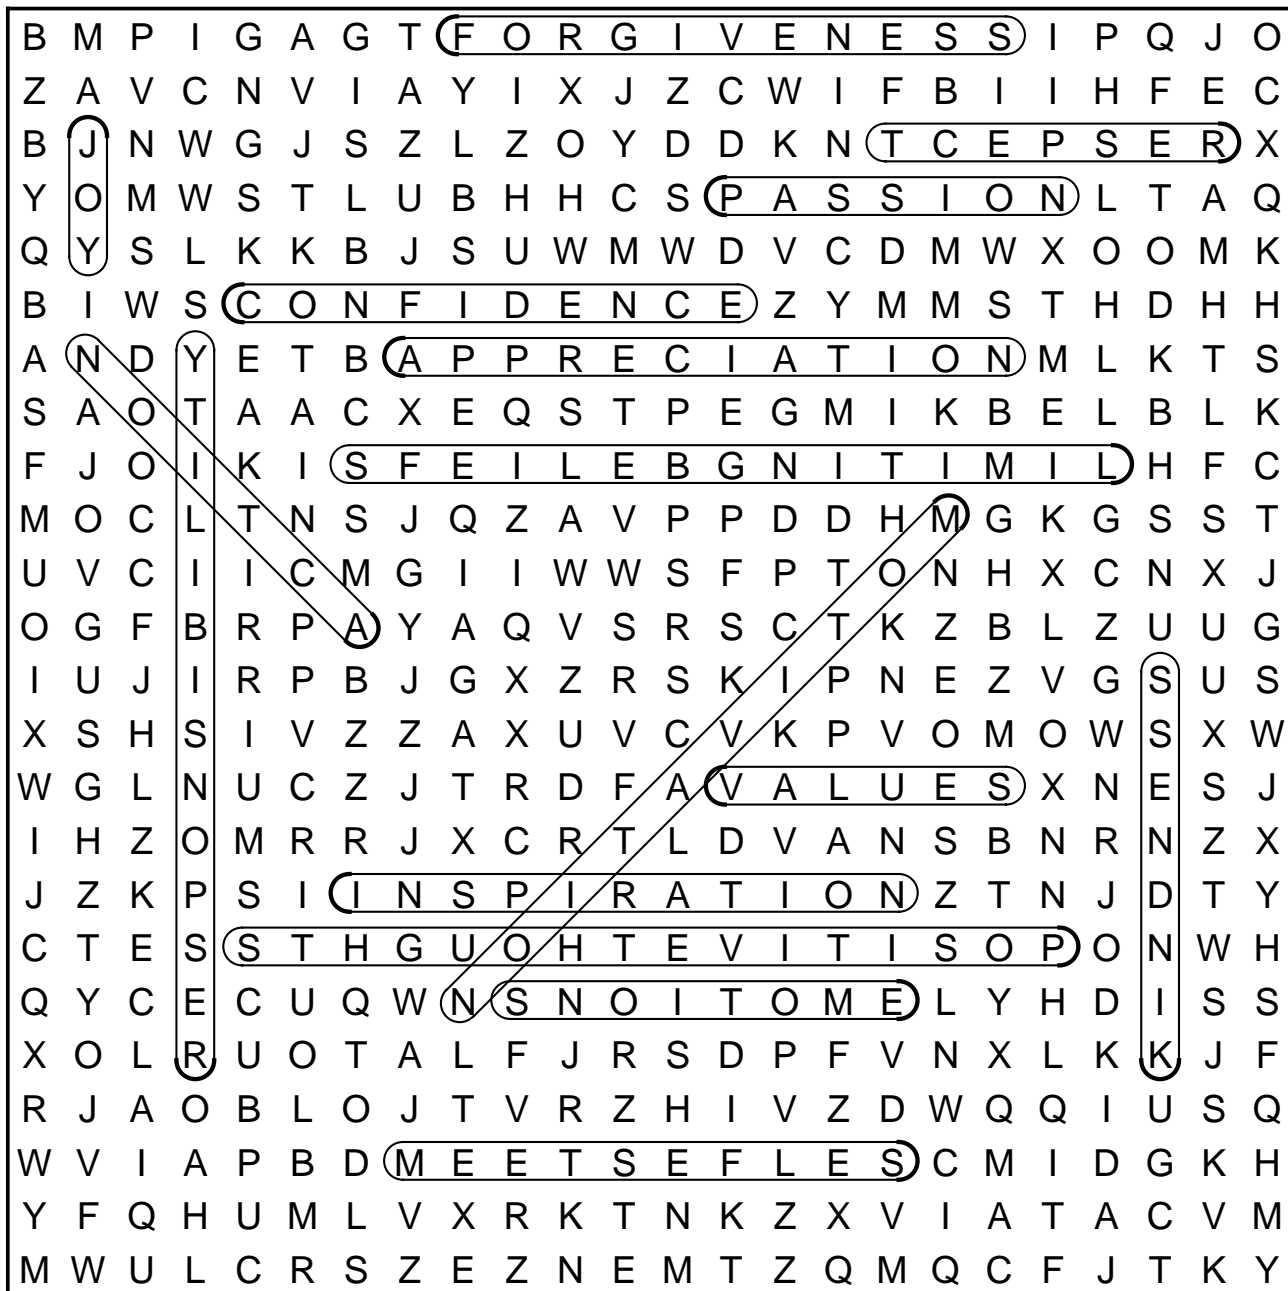 B M P I G A G T F O R G I V E N E S S I P Q J O
Z A V C N V I A Y I X J Z C W I F B I I H F E C
B J N W G J S Z L Z O Y D D K N T C E P S E R X
Y O M W S T L U B H H C S P A S S I O N L T A Q
Q Y S L K K B J S U W M W D V C D M W X O O M K
B I W S C O N F I D E N C E Z Y M M S T H D H H
A N D Y E T B A P P R E C I A T I O N M L K T S
S A O T A A C X E Q S T P E G M I K B E L B L K
F J O I K I S F E I L E B G N I T I M I L H F C
M O C L T N S J Q Z A V P P D D H M G K G S S T
U V C I I C M G I I W W S F P T O N H X C N X J
O G F B R P A Y A Q V S R S C T K Z B L Z U U G
I U J I R P B J G X Z R S K I P N E Z V G S U S
X S H S I V Z Z A X U V C V K P V O M O W S X W
W G L N U C Z J T R D F A V A L U E S X N E S J
I H Z O M R R J X C R T L D V A N S B N R N Z X
J Z K P S I I N S P I R A T I O N Z T N J D T Y
C T E S S T H G U O H T E V I T I S O P O N W H
Q Y C E C U Q W N S N O I T O M E L Y H D I S S
X O L R U O T A L F J R S D P F V N X L K K J F
R J A O B L O J T V R Z H I V Z D W Q Q I U S Q
W V I A P B D M E E T S E F L E S C M I D G K H
Y F Q H U M L V X R K T N K Z X V I A T A C V M
M W U L C R S Z E Z N E M T Z Q M Q C F J T K Y